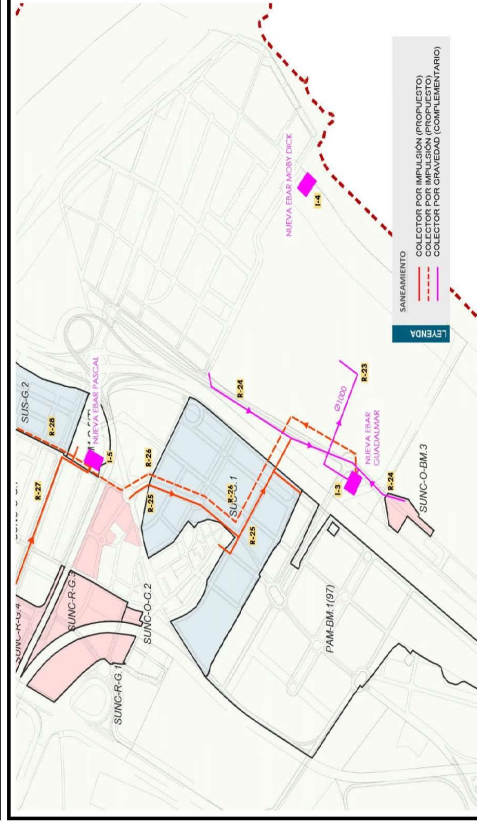 SUS-G.2
R-28
NUEVA EBAR PASCAL
I-5
R-27
R-26
R-25
SUNC-R-G.4
SUNC-R-G.3
SUNC-O-G.2
SUNC-R-G.1
R-26
R-25
PAM-BM.1(97)
R-24
Ø1000
R-23
NUEVA EBAR
GUADALMAR
I-3
R-24
SUNC-O-BM.3
NUEVA EBAR MOBY DICK
I-4
LEYENDA
SANEAMIENTO
COLECTOR POR IMPULSIÓN (PROPUESTO)
COLECTOR POR IMPULSIÓN (PROPUESTO)
COLECTOR POR GRAVEDAD (COMPLEMENTARIO)